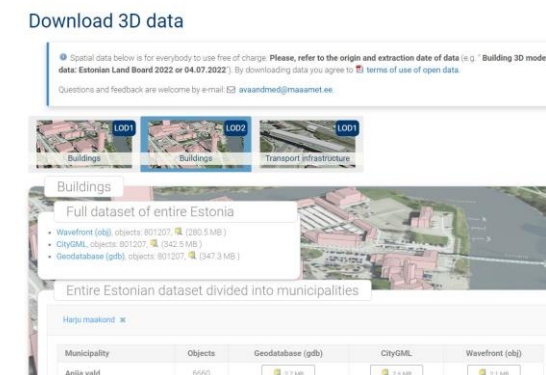 Download 3D data
Spatial data below is for everybody to use free of charge. Please, refer to the origin and extraction date of data (e.g. "Building 3D mode
data: Estonian Land Board 2022 or 04.07.2022"). By downloading data you agree to terms of use of open data.
Questions and feedback are welcome by e-mail: avaandmed@maaamet.ee
LOD1 LOD2 LOD1
Buildings Buildings Transport infrastructure
Buildings
Full dataset of entire Estonia
Wavefront (obj), objects: 801207, (280.5 MB )
CityGML, objects: 801207, (342.5 MB )
Geodatabase (gdb), objects: 801207, (347.3 MB )
Entire Estonian dataset divided into municipalities
Harju maakond ×
Municipality Objects Geodatabase (gdb) CityGML Wavefront (obj)
Anija vald 6660 MB MB MB